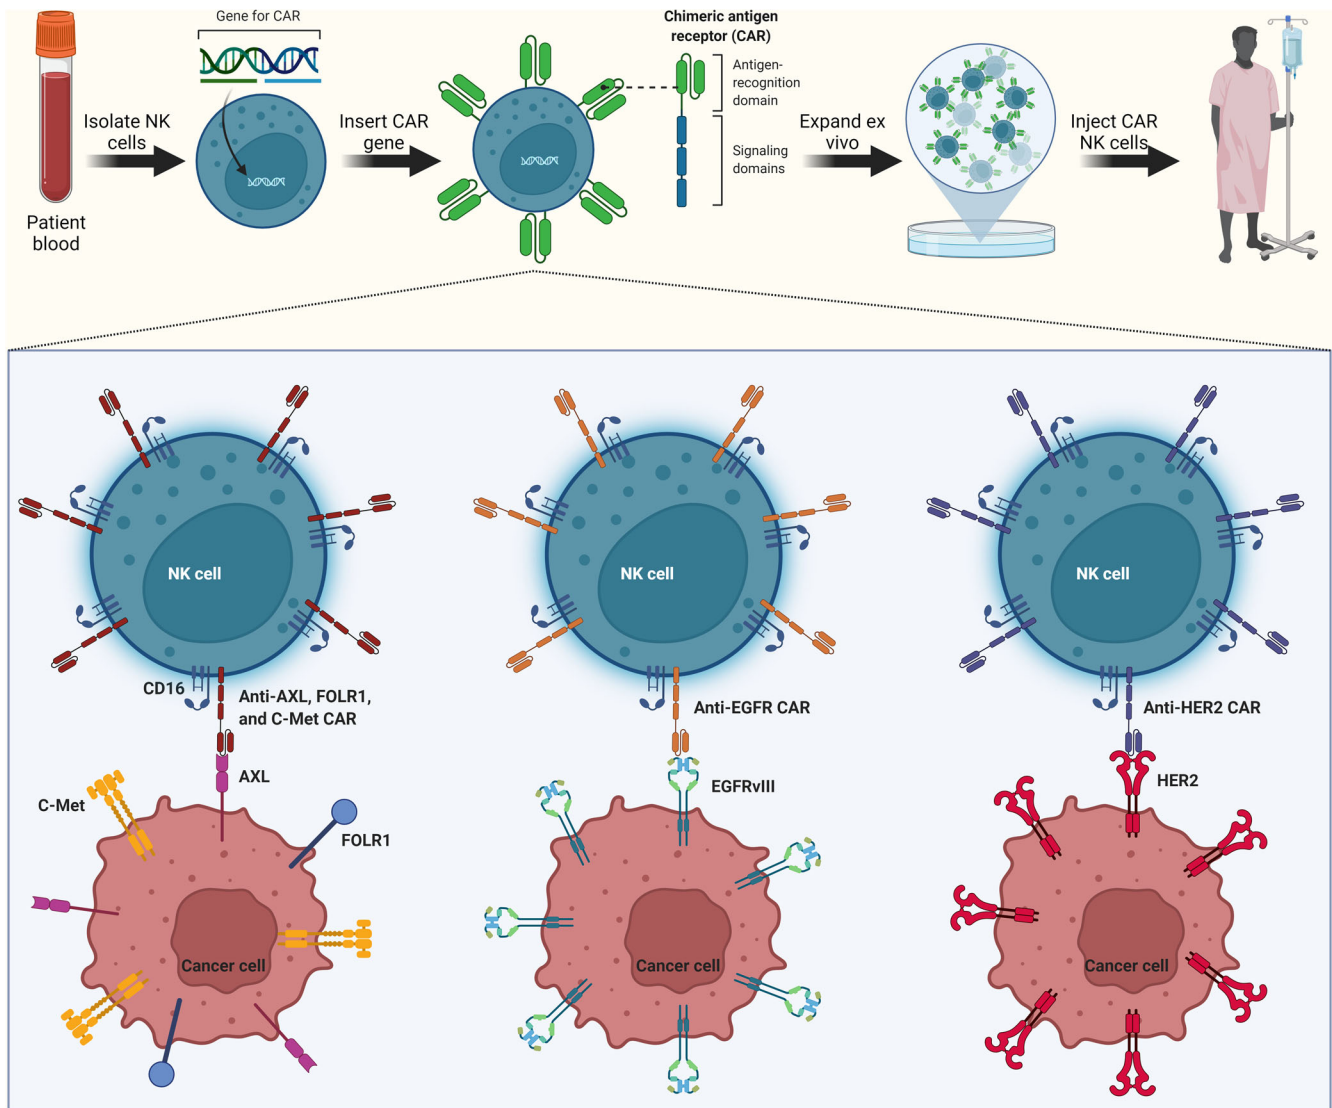 Gene for CAR
Chimeric antigen
receptor (CAR)
Antigen-
recognition
domain
Signaling
domains
Isolate NK
cells
Insert CAR
gene
Expand ex
vivo
Inject CAR
NK cells
Patient
blood
NK cell
NK cell
NK cell
CD16
Anti-AXL, FOLR1,
and C-Met CAR
Anti-EGFR CAR
Anti-HER2 CAR
AXL
C-Met
FOLR1
EGFRvIII
HER2
Cancer cell
Cancer cell
Cancer cell